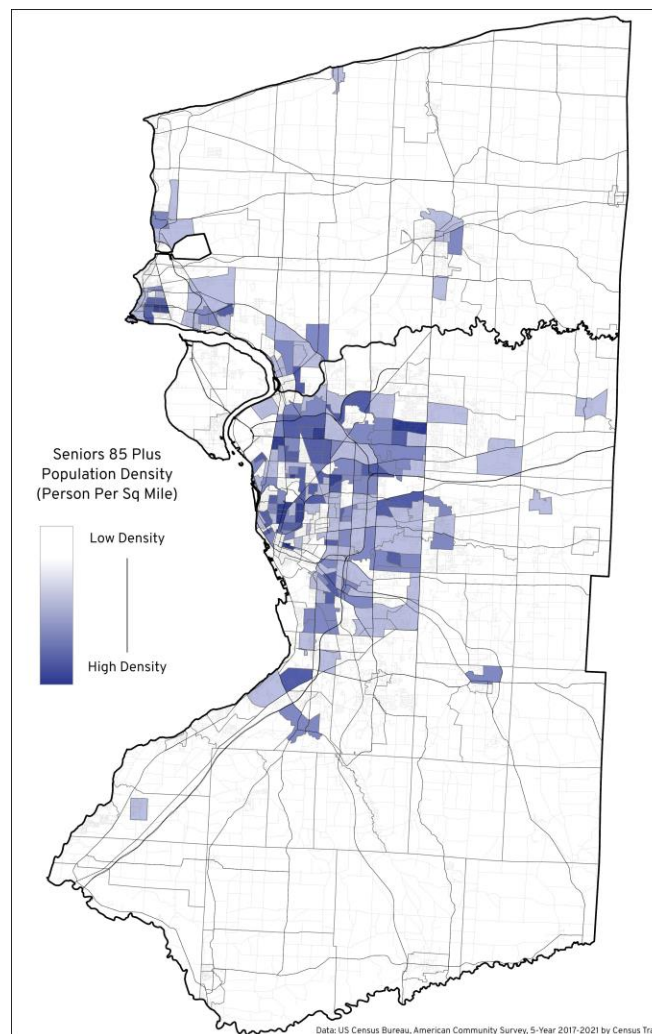 Seniors 85 Plus
Population Density
(Person Per Sq Mile)
Low Density
High Density
Data: US Census Bureau, American Community Survey, 5-Year 2017-2021 by Census